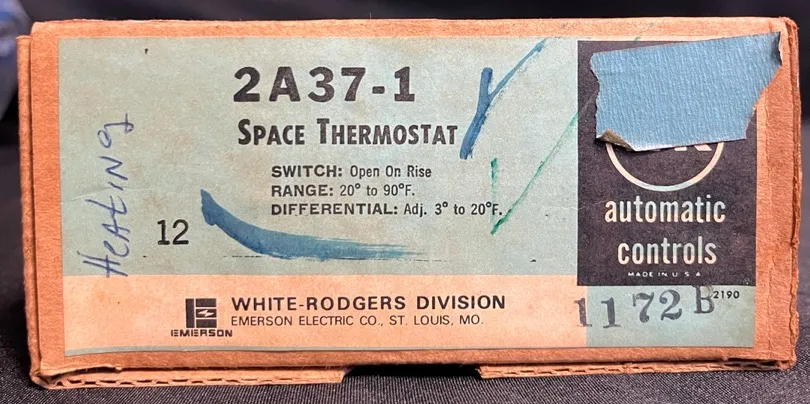 2A37-1
SPACE THERMOSTAT
SWITCH: Open On Rise
RANGE: 20° to 90°F.
DIFFERENTIAL: Adj. 3° to 20°F.
HEATING
12
automatic
controls
MADE IN U S A
WHITE-RODGERS DIVISION
EMERSON ELECTRIC CO., ST. LOUIS, MO.
EMERSON
1172B
2190